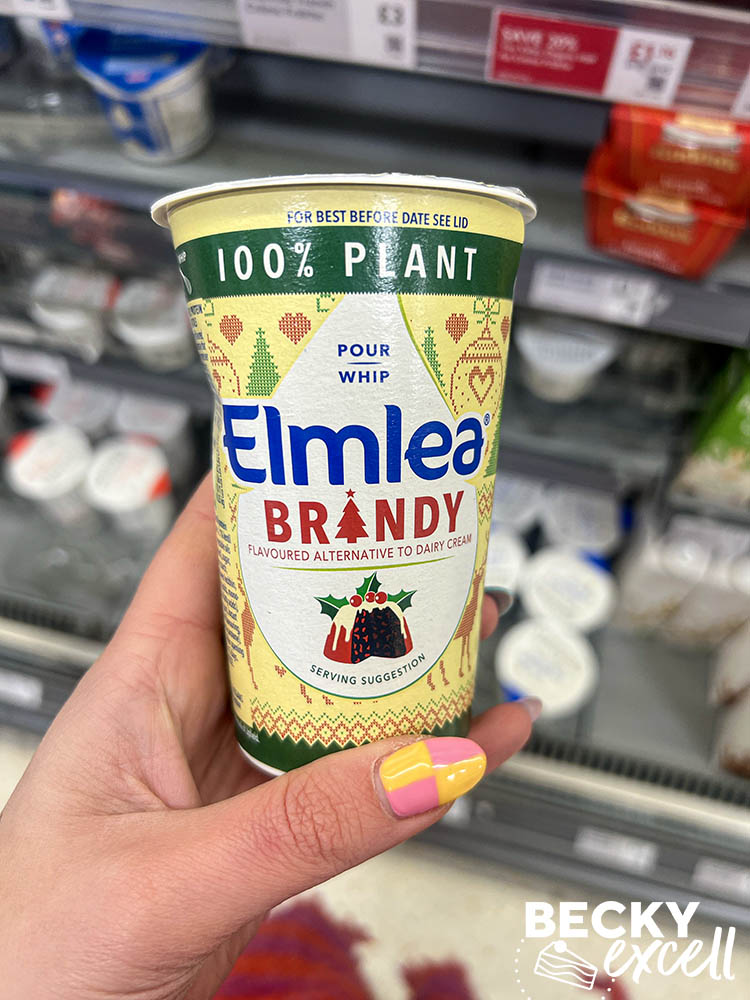 £3
SAVE 20%
FOR BEST BEFORE DATE SEE LID
100% PLANT
POUR
WHIP
Elmlea®
BRANDY
FLAVOURED ALTERNATIVE TO DAIRY CREAM
SERVING SUGGESTION
BECKY
excell